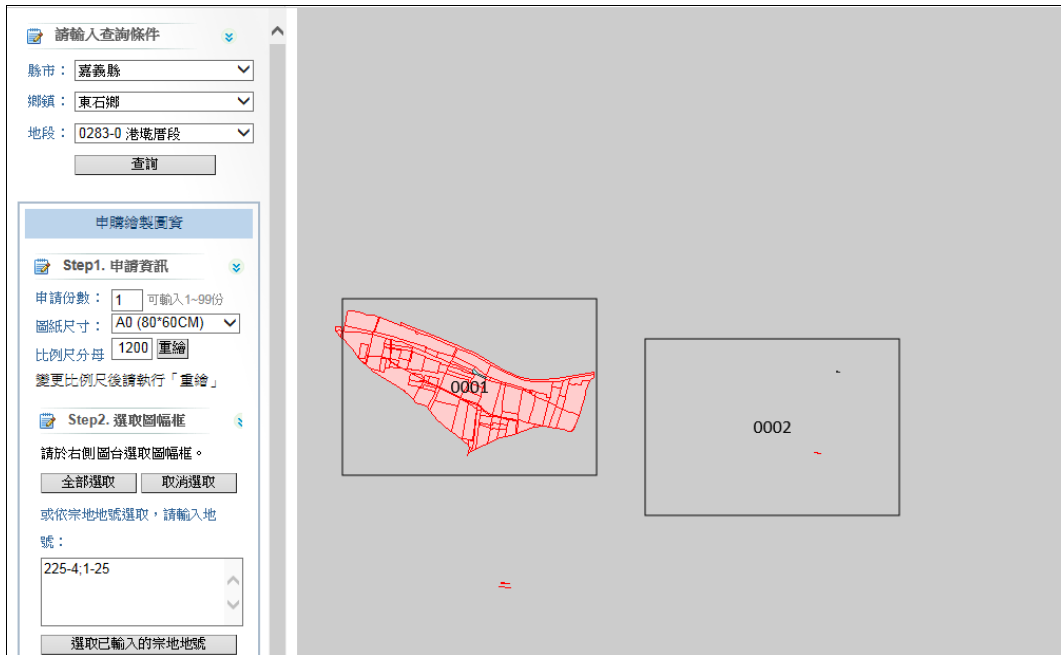 請輸入查詢條件
縣市： 嘉義縣
鄉鎮： 東石鄉
地段： 0283-0 港墘厝段
查詢
申購繪製圖資
Step1. 申請資訊
申請份數： 1 可輸入1~99份
圖紙尺寸： A0 (80*60CM)
比例尺分母 1200 重繪
變更比例尺後請執行「重繪」
Step2. 選取圖幅框
請於右側圖台選取圖幅框。
全部選取 取消選取
或依宗地地號選取，請輸入地
號：
225-4;1-25
選取已輸入的宗地地號
0001
0002